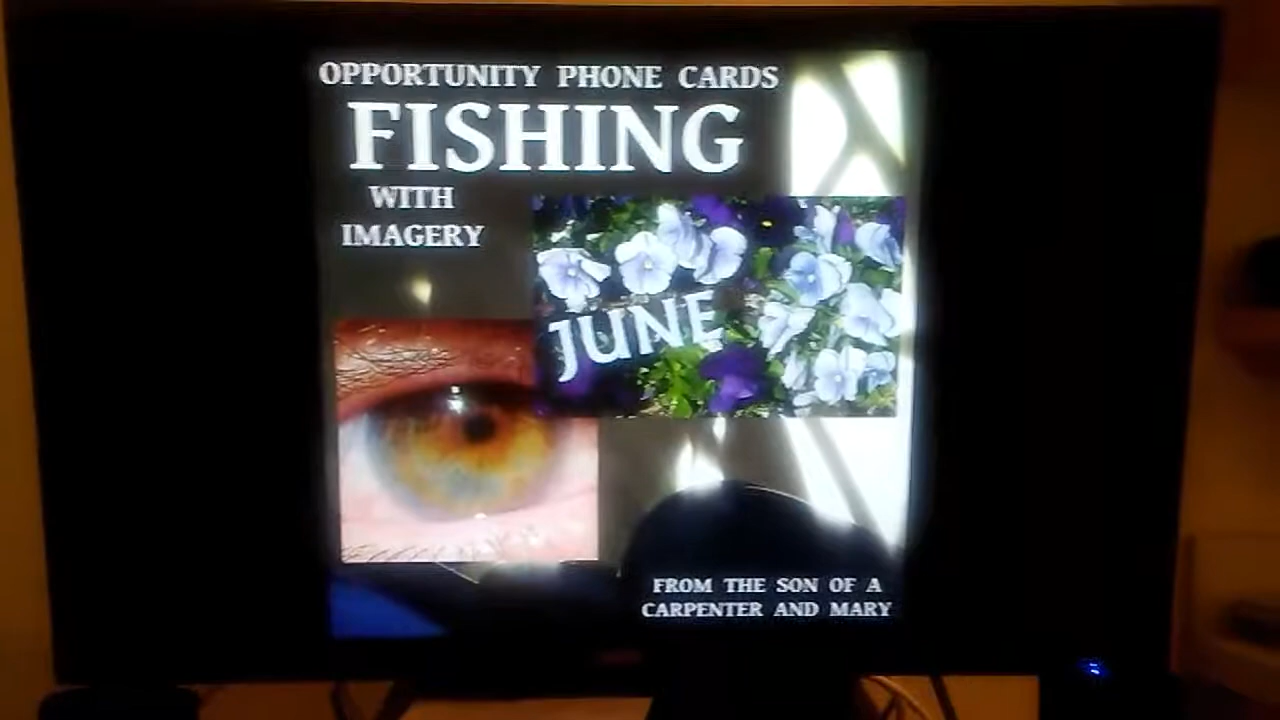 OPPORTUNITY PHONE CARDS
FISHING
WITH
IMAGERY
JUNE
FROM THE SON OF A
CARPENTER AND MARY